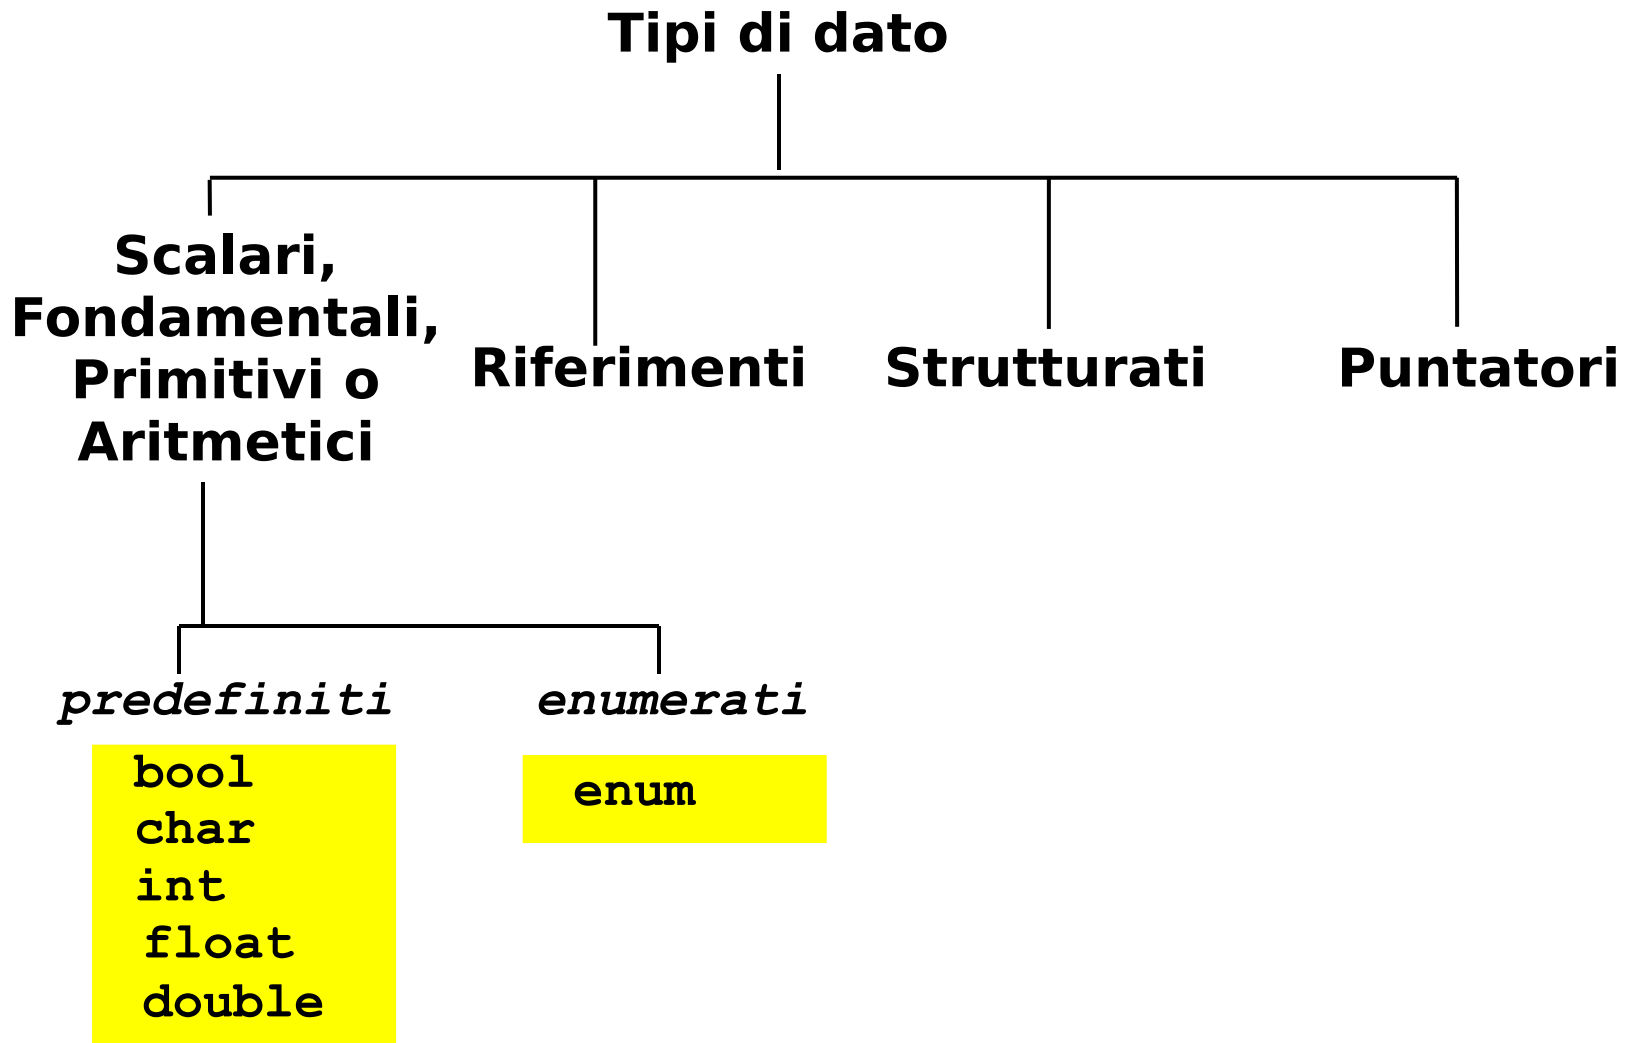 Tipi di dato
Scalari,
Fondamentali,
Primitivi o
Aritmetici
Riferimenti
Strutturati
Puntatori
predefiniti
enumerati
bool
char
int
float
double
enum